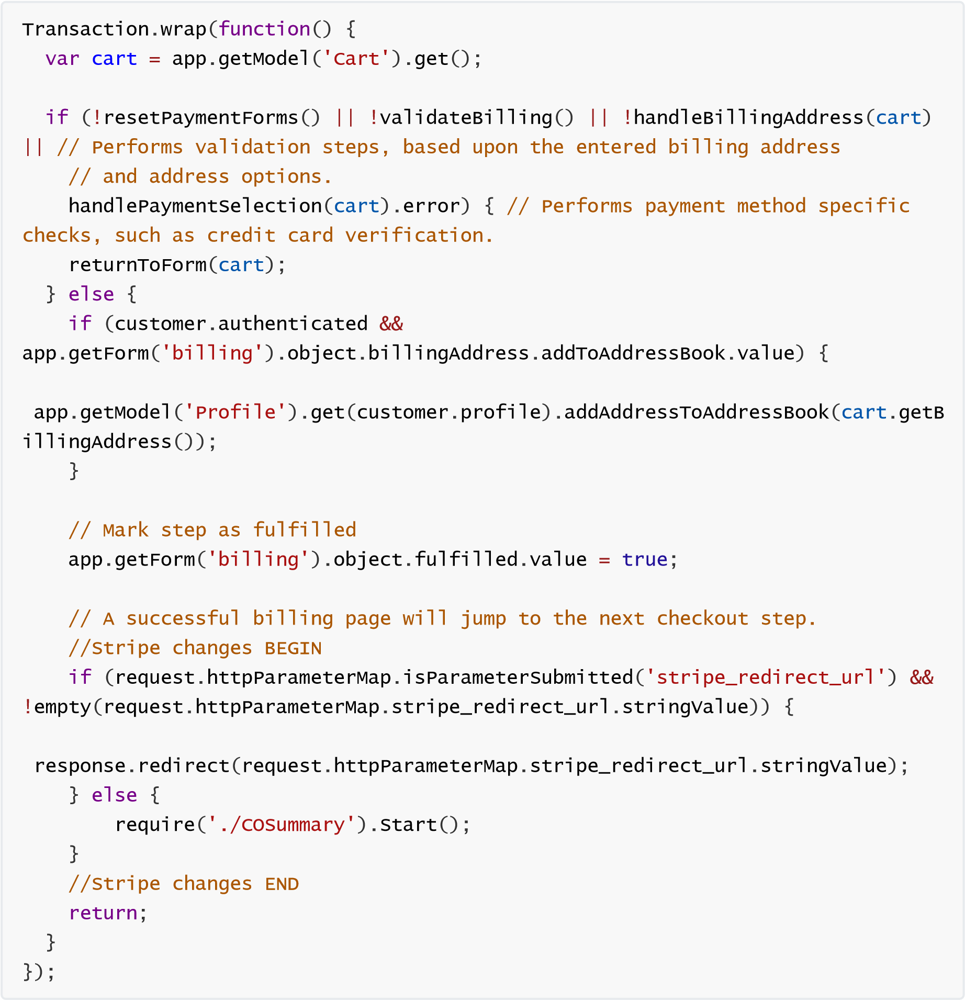 Transaction.wrap(function() {
  var cart = app.getModel('Cart').get();

  if (!resetPaymentForms() || !validateBilling() || !handleBillingAddress(cart)
|| // Performs validation steps, based upon the entered billing address
    // and address options.
    handlePaymentSelection(cart).error) { // Performs payment method specific
checks, such as credit card verification.
    returnToForm(cart);
  } else {
    if (customer.authenticated &&
app.getForm('billing').object.billingAddress.addToAddressBook.value) {

 app.getModel('Profile').get(customer.profile).addAddressToAddressBook(cart.getB
illingAddress());
    }

    // Mark step as fulfilled
    app.getForm('billing').object.fulfilled.value = true;

    // A successful billing page will jump to the next checkout step.
    //Stripe changes BEGIN
    if (request.httpParameterMap.isParameterSubmitted('stripe_redirect_url') &&
!empty(request.httpParameterMap.stripe_redirect_url.stringValue)) {

 response.redirect(request.httpParameterMap.stripe_redirect_url.stringValue);
    } else {
        require('./COSummary').Start();
    }
    //Stripe changes END
    return;
  }
});